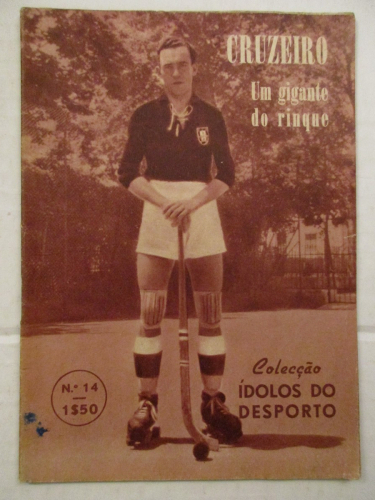 CRUZEIRO
Um gigante
do rinque
Colecção
ÍDOLOS DO
DESPORTO
N.º 14
1$50